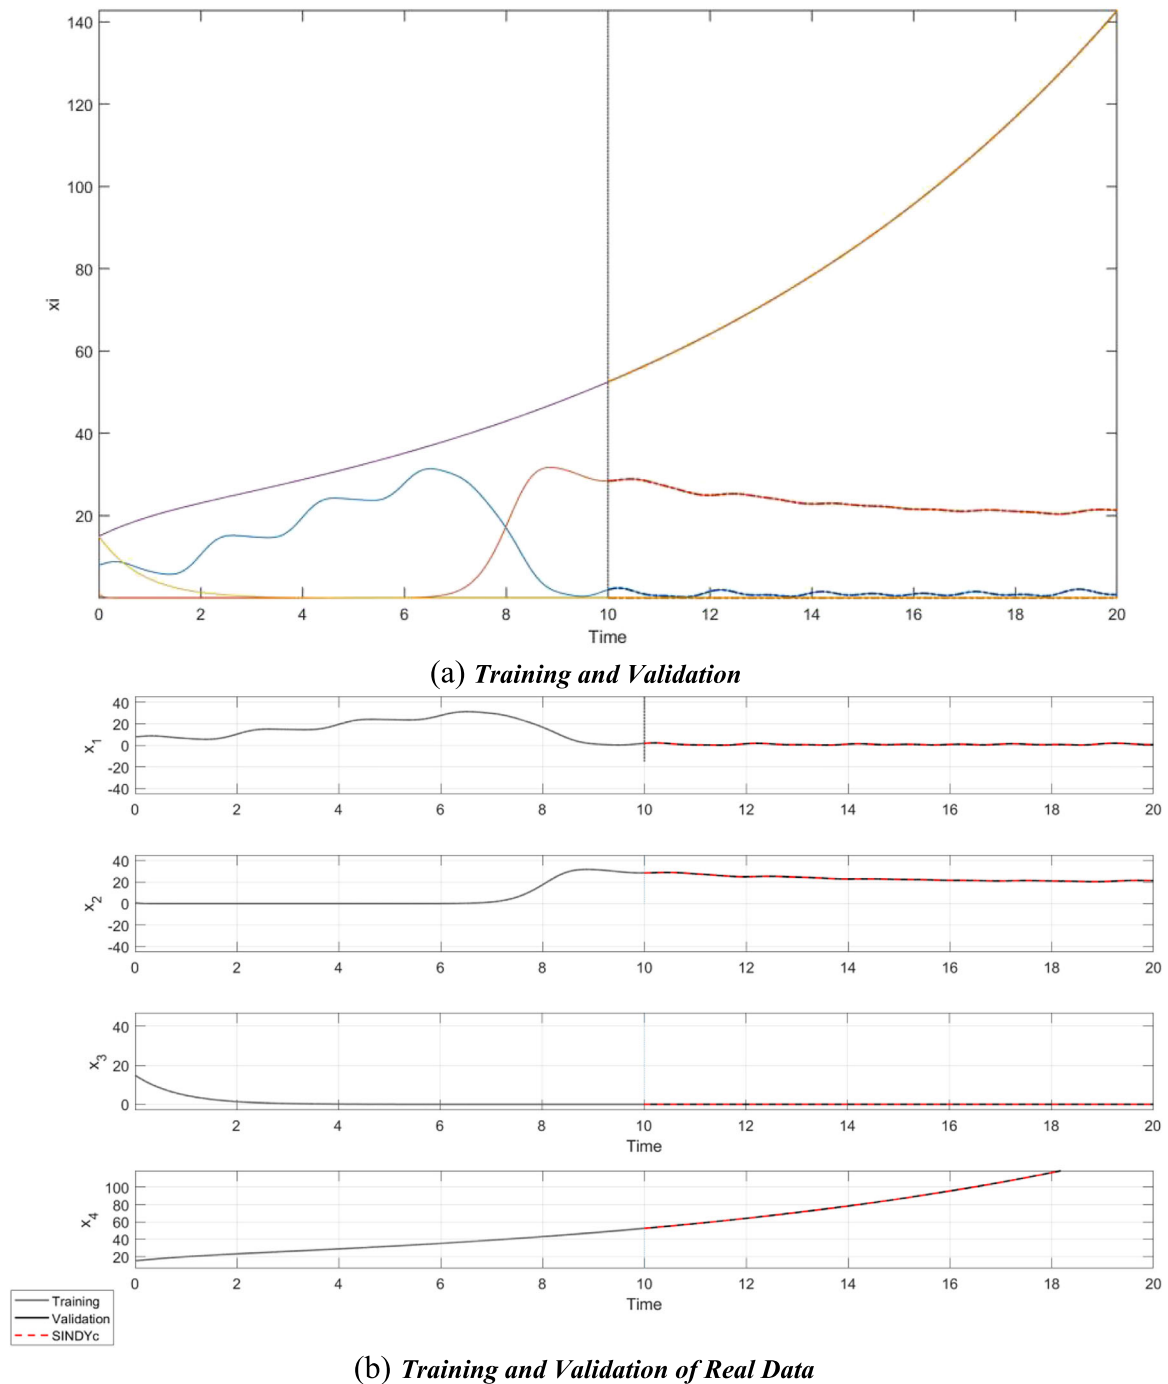 140
120
100
80
60
40
20
xi
0 2 4 6 8 10 12 14 16 18 20
Time
(a) Training and Validation
40
20
0
-20
-40
x1
0 2 4 6 8 10 12 14 16 18 20
40
20
0
-20
-40
x2
0 2 4 6 8 10 12 14 16 18 20
40
20
0
x3
2 4 6 8 10 12 14 16 18 20
Time
100
80
60
40
20
x4
0 2 4 6 8 10 12 14 16 18 20
Time
Training
Validation
SINDYc
(b) Training and Validation of Real Data